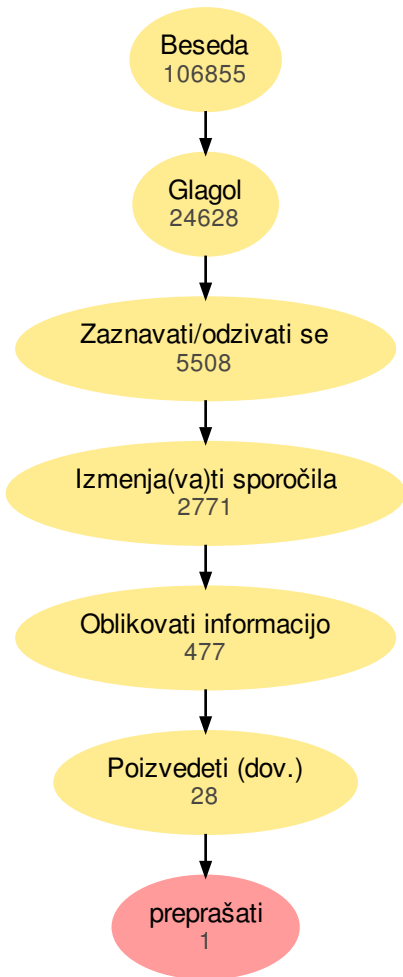 Beseda
106855
Glagol
24628
Zaznavati/odzivati se
5508
Izmenja(va)ti sporočila
2771
Oblikovati informacijo
477
Poizvedeti (dov.)
28
preprašati
1